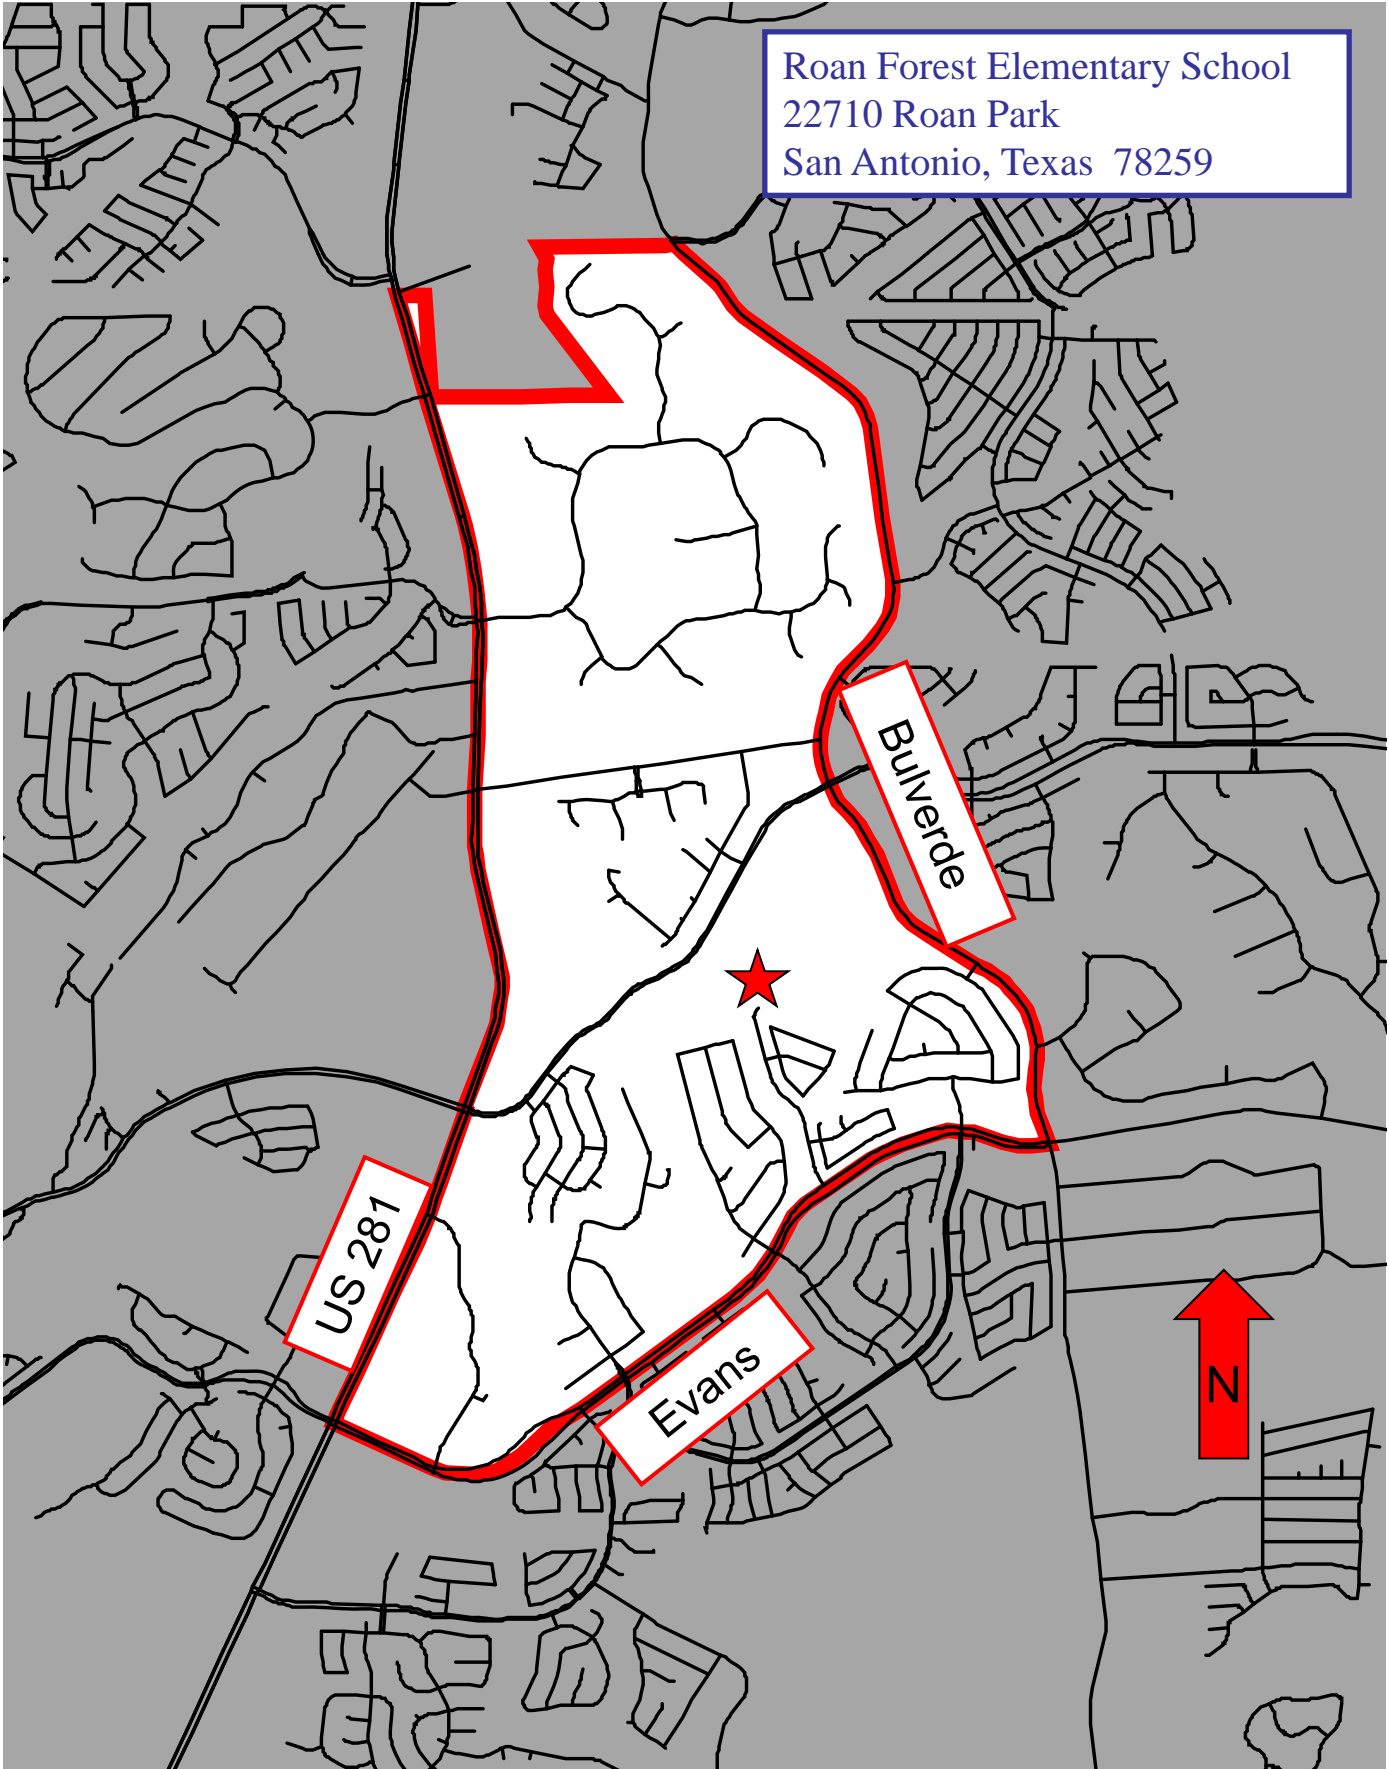 Roan Forest Elementary School
22710 Roan Park
San Antonio, Texas  78259
Bulverde
US 281
Evans
N